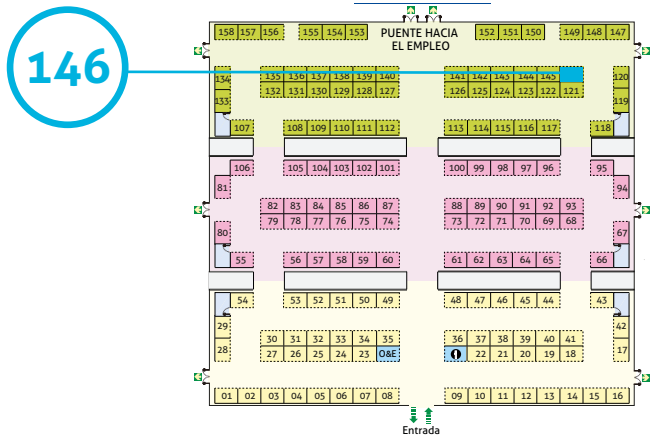 158 157 156 155 154 153 PUENTE HACIA 152 151 150 149 148 147
EL EMPLEO
146
134 135 136 137 138 139 140 141 142 143 144 145 120
133 132 131 130 129 128 127 126 125 124 123 122 121 119
107 108 109 110 111 112 113 114 115 116 117 118
106 105 104 103 102 101 100 99 98 97 96 95
81 94
82 83 84 85 86 87 88 89 90 91 92 93
79 78 77 76 75 74 73 72 71 70 69 68
80 67
55 56 57 58 59 60 61 62 63 64 65 66
54 53 52 51 50 49 48 47 46 45 44 43
29 42
30 31 32 33 34 35 36 37 38 39 40 41
28 27 26 25 24 23 O&E 22 21 20 19 18 17
01 02 03 04 05 06 07 08 09 10 11 12 13 14 15 16
Entrada